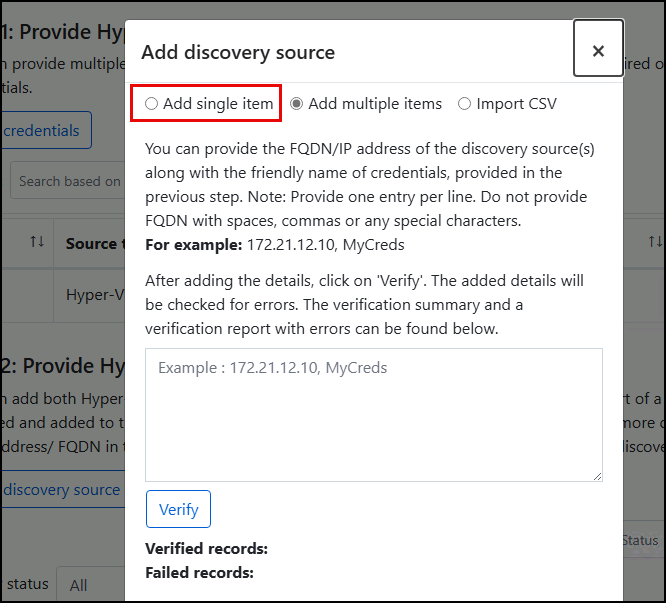 1: Provide Hy
Add discovery source
×
n provide multiple
ired o
tials.
Add single item
Add multiple items
Import CSV
credentials
You can provide the FQDN/IP address of the discovery source(s)
along with the friendly name of credentials, provided in the
previous step. Note: Provide one entry per line. Do not provide
FQDN with spaces, commas or any special characters.
For example: 172.21.12.10, MyCreds
Search based on
Source t
Hyper-V
After adding the details, click on 'Verify'. The added details will
be checked for errors. The verification summary and a
verification report with errors can be found below.
2: Provide Hy
Example : 172.21.12.10, MyCreds
n add both Hyper
rt of a
ed and added to t
more c
ddress/ FQDN in t
discover
discovery source
Verify
Status
Verified records:
Failed records:
status
All